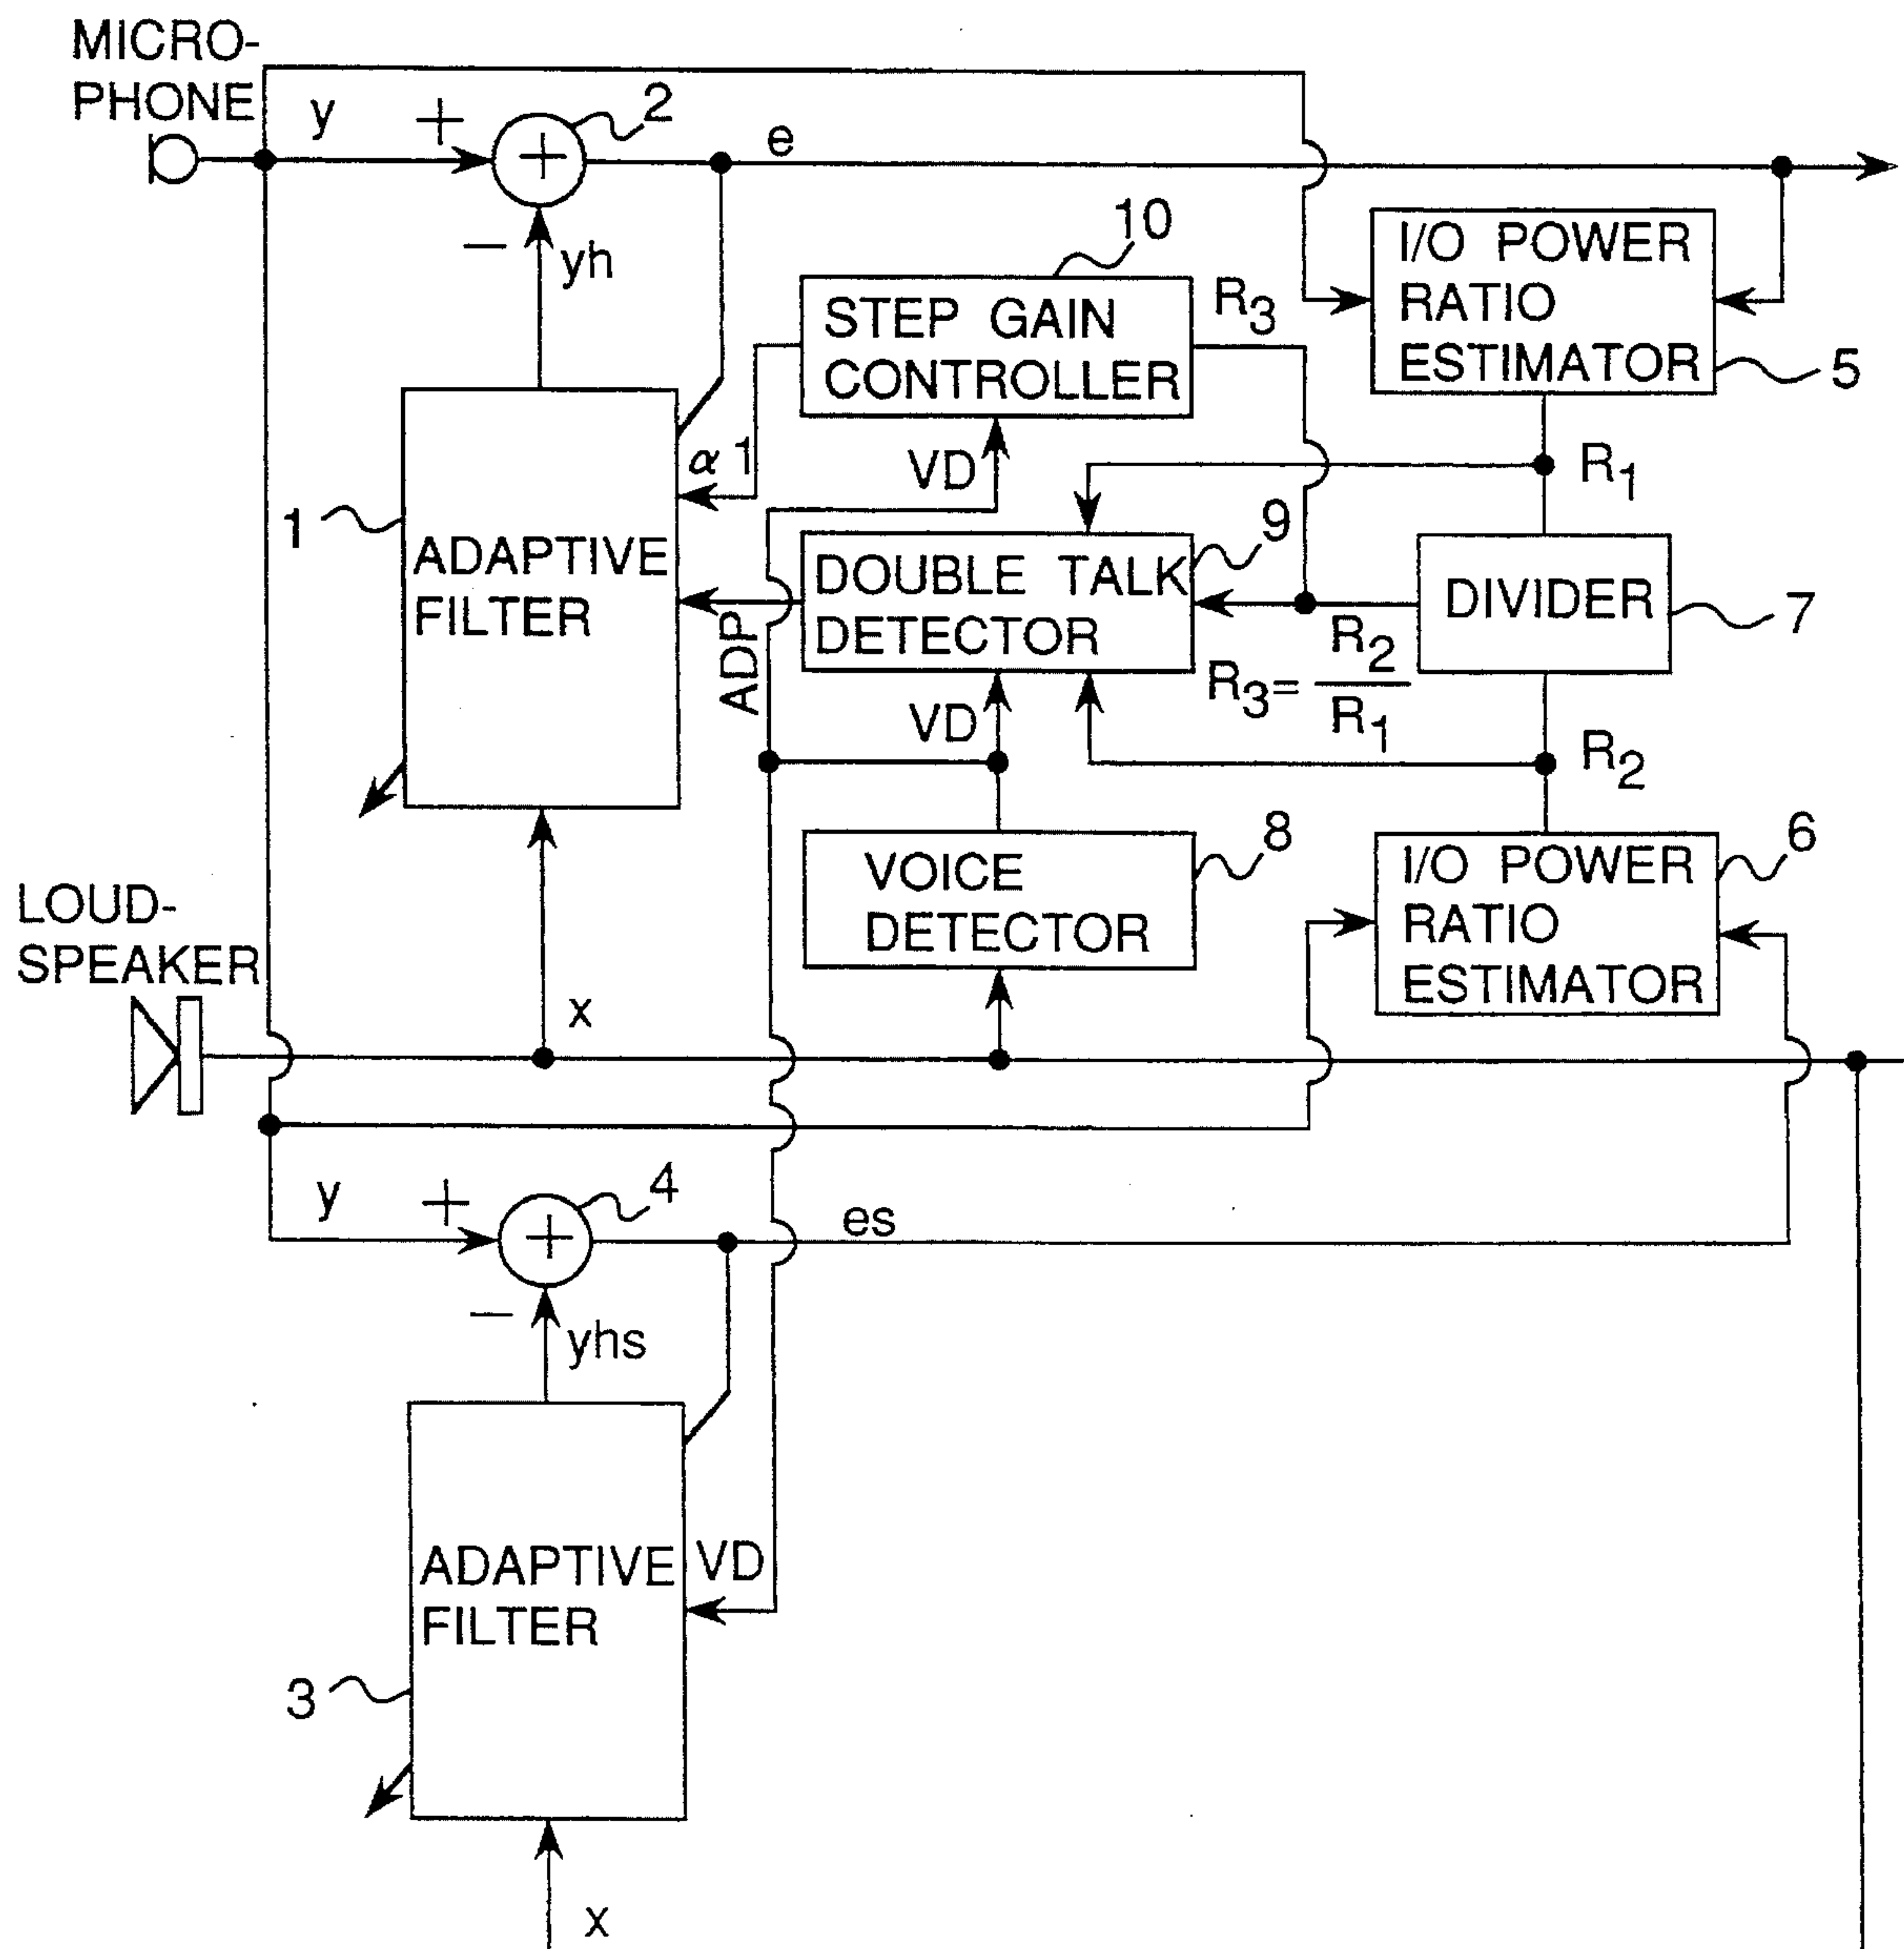 MICRO-
PHONE
y
+
2
+
e
−
yh
10
STEP GAIN
CONTROLLER
R3
I/O POWER
RATIO
ESTIMATOR
5
α1
VD
R1
1
ADAPTIVE
FILTER
ADP
DOUBLE TALK
DETECTOR
9
DIVIDER
7
R3= R2
R1
VD
R2
VOICE
DETECTOR
8
I/O POWER
RATIO
ESTIMATOR
6
LOUD-
SPEAKER
x
y
+
4
+
es
−
yhs
ADAPTIVE
FILTER
VD
3
x